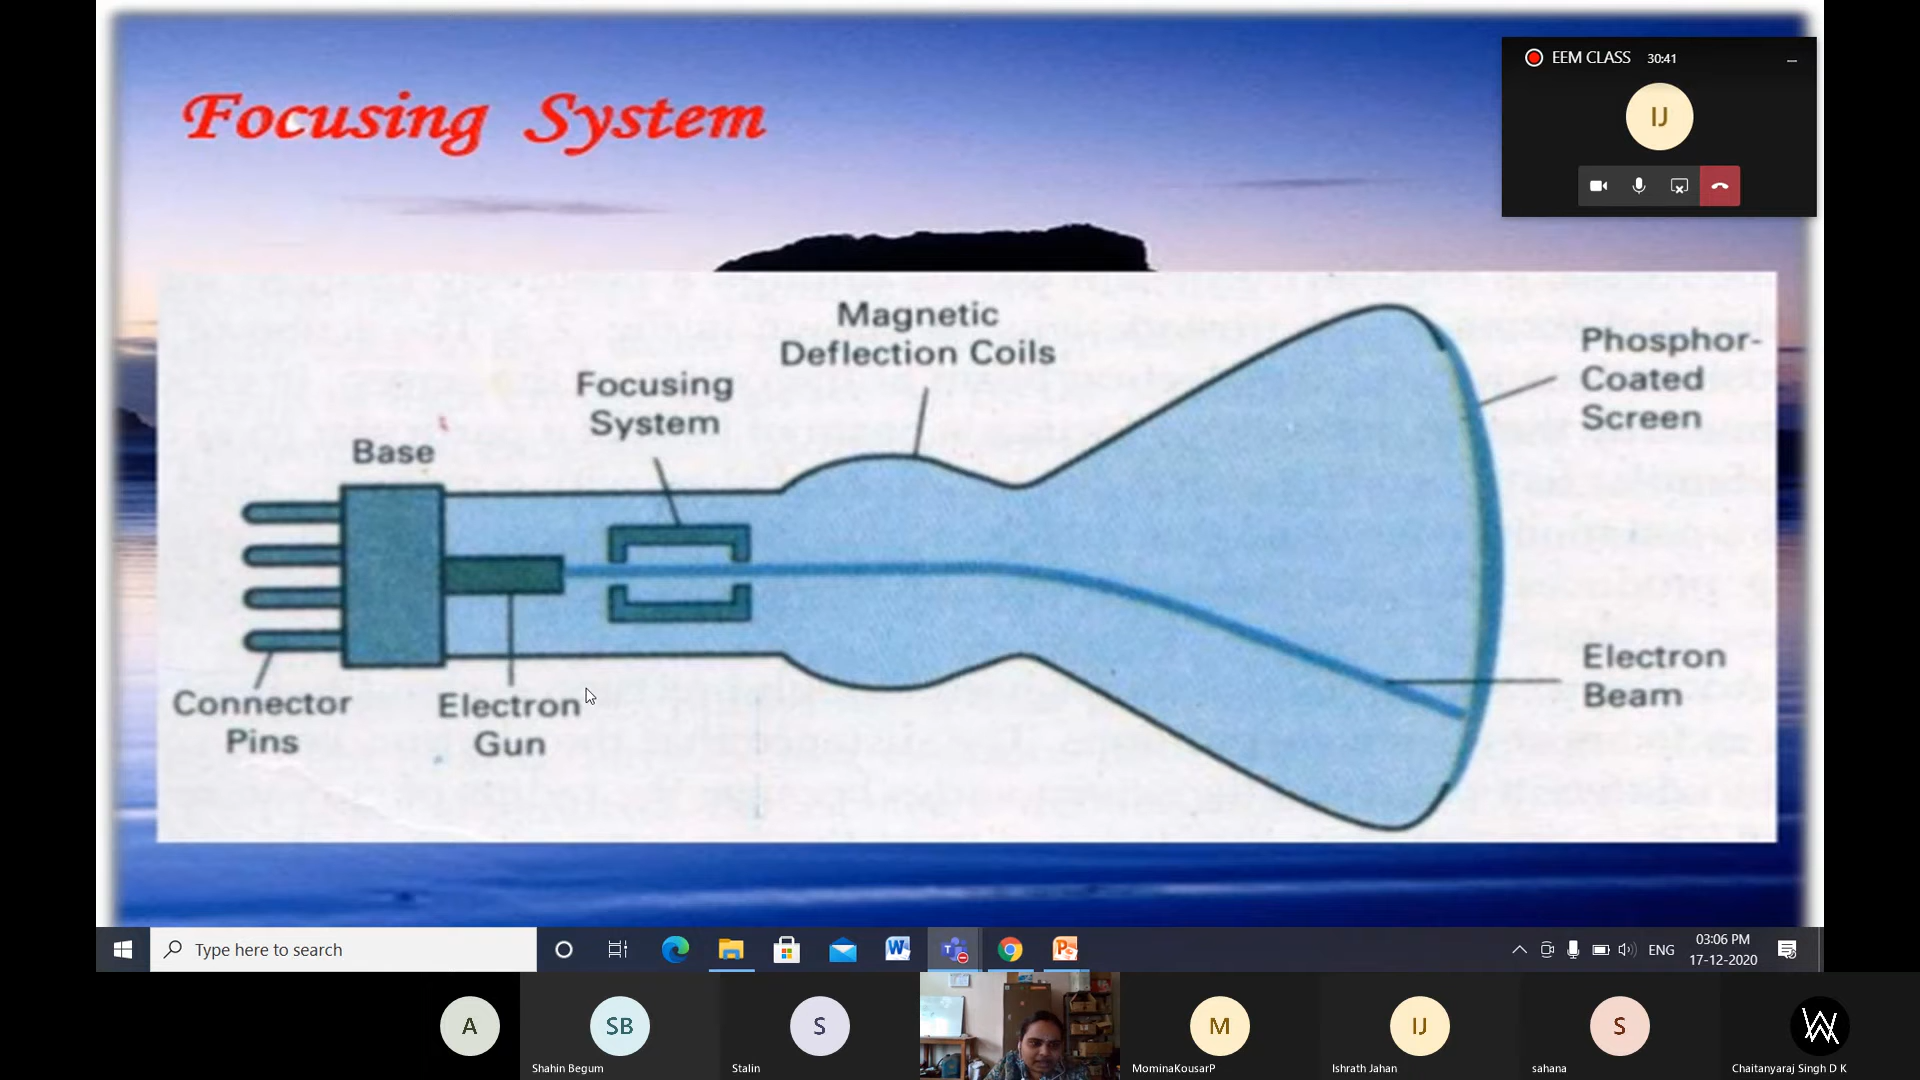 Focusing System
EEM CLASS 30:41
IJ
Magnetic
Deflection Coils
Phosphor-
Coated
Screen
Focusing
System
Base
Electron
Beam
Connector
Pins
Electron
Gun
Type here to search
ENG
03:06 PM
17-12-2020
A
SB
S
M
IJ
S
Shahin Begum
Stalin
MominaKousarP
Ishrath Jahan
sahana
Chaitanyaraj Singh D K